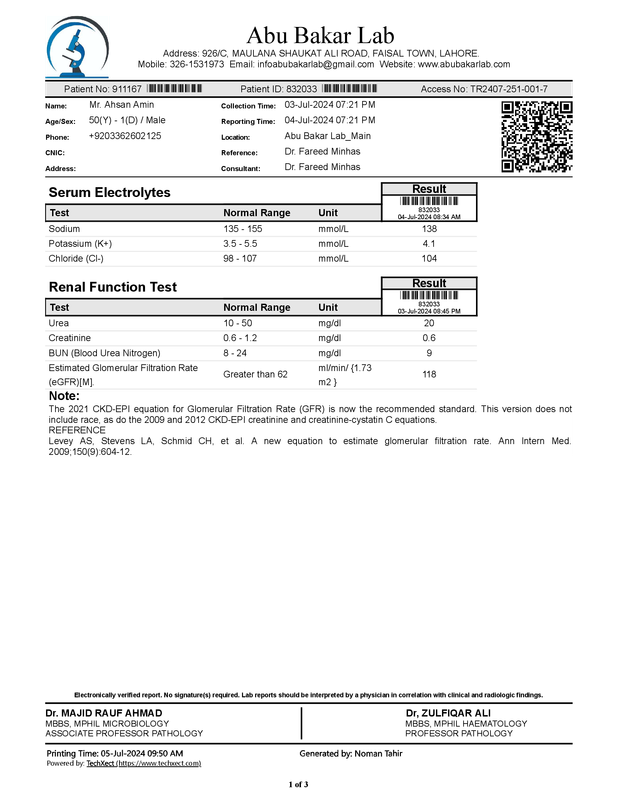 Abu Bakar Lab
Address: 926/C, MAULANA SHAUKAT ALI ROAD, FAISAL TOWN, LAHORE.
Mobile: 326-1531973 Email: infoabubakarlab@gmail.com Website: www.abubakarlab.com
Patient No: 911167 Patient ID: 832033 Access No: TR2407-251-001-7
Name: Mr. Ahsan Amin Collection Time: 03-Jul-2024 07:21 PM
Age/Sex: 50(Y) - 1(D) / Male Reporting Time: 04-Jul-2024 07:21 PM
Phone: +9203362602125 Location: Abu Bakar Lab_Main
CNIC: Reference: Dr. Fareed Minhas
Address: Consultant: Dr. Fareed Minhas
Serum Electrolytes Result
832033
04-Jul-2024 08:34 AM
Test Normal Range Unit
Sodium 135 - 155 mmol/L 138
Potassium (K+) 3.5 - 5.5 mmol/L 4.1
Chloride (Cl-) 98 - 107 mmol/L 104
Renal Function Test Result
832033
03-Jul-2024 08:45 PM
Test Normal Range Unit
Urea 10 - 50 mg/dl 20
Creatinine 0.6 - 1.2 mg/dl 0.6
BUN (Blood Urea Nitrogen) 8 - 24 mg/dl 9
Estimated Glomerular Filtration Rate (eGFR)[M]. Greater than 62 ml/min/ {1.73 m2 } 118
Note:
The 2021 CKD-EPI equation for Glomerular Filtration Rate (GFR) is now the recommended standard. This version does not
include race, as do the 2009 and 2012 CKD-EPI creatinine and creatinine-cystatin C equations.
REFERENCE
Levey AS, Stevens LA, Schmid CH, et al. A new equation to estimate glomerular filtration rate. Ann Intern Med.
2009;150(9):604-12.
Electronically verified report. No signature(s) required. Lab reports should be interpreted by a physician in correlation with clinical and radiologic findings.
Dr. MAJID RAUF AHMAD Dr, ZULFIQAR ALI
MBBS, MPHIL MICROBIOLOGY MBBS, MPHIL HAEMATOLOGY
ASSOCIATE PROFESSOR PATHOLOGY PROFESSOR PATHOLOGY
Printing Time: 05-Jul-2024 09:50 AM Generated by: Noman Tahir
Powered by: TechXect (https://www.techxect.com)
1 of 3